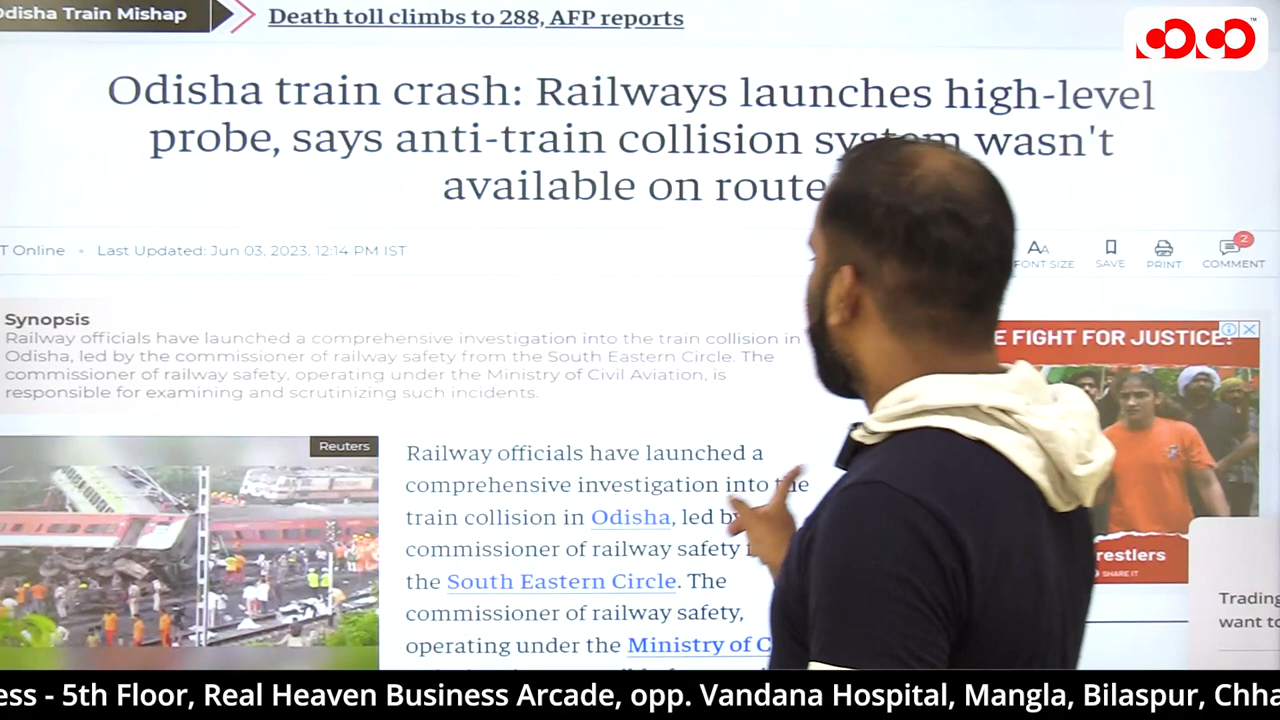 Odisha Train Mishap
Death toll climbs to 288, AFP reports
Odisha train crash: Railways launches high-level
probe, says anti-train collision system wasn't
available on route
T Online • Last Updated: Jun 03, 2023, 12:14 PM IST
AA
FONT SIZE
SAVE
PRINT
2
COMMENT
Synopsis
Railway officials have launched a comprehensive investigation into the train collision in
Odisha, led by the commissioner of railway safety from the South Eastern Circle. The
commissioner of railway safety, operating under the Ministry of Civil Aviation, is
responsible for examining and scrutinizing such incidents.
E FIGHT FOR JUSTICE!
Reuters
Railway officials have launched a
comprehensive investigation into the
train collision in Odisha, led by
commissioner of railway safety
the South Eastern Circle. The
commissioner of railway safety,
operating under the Ministry of C
restlers
SHARE IT
Trading
want to
ess - 5th Floor, Real Heaven Business Arcade, opp. Vandana Hospital, Mangla, Bilaspur, Chha